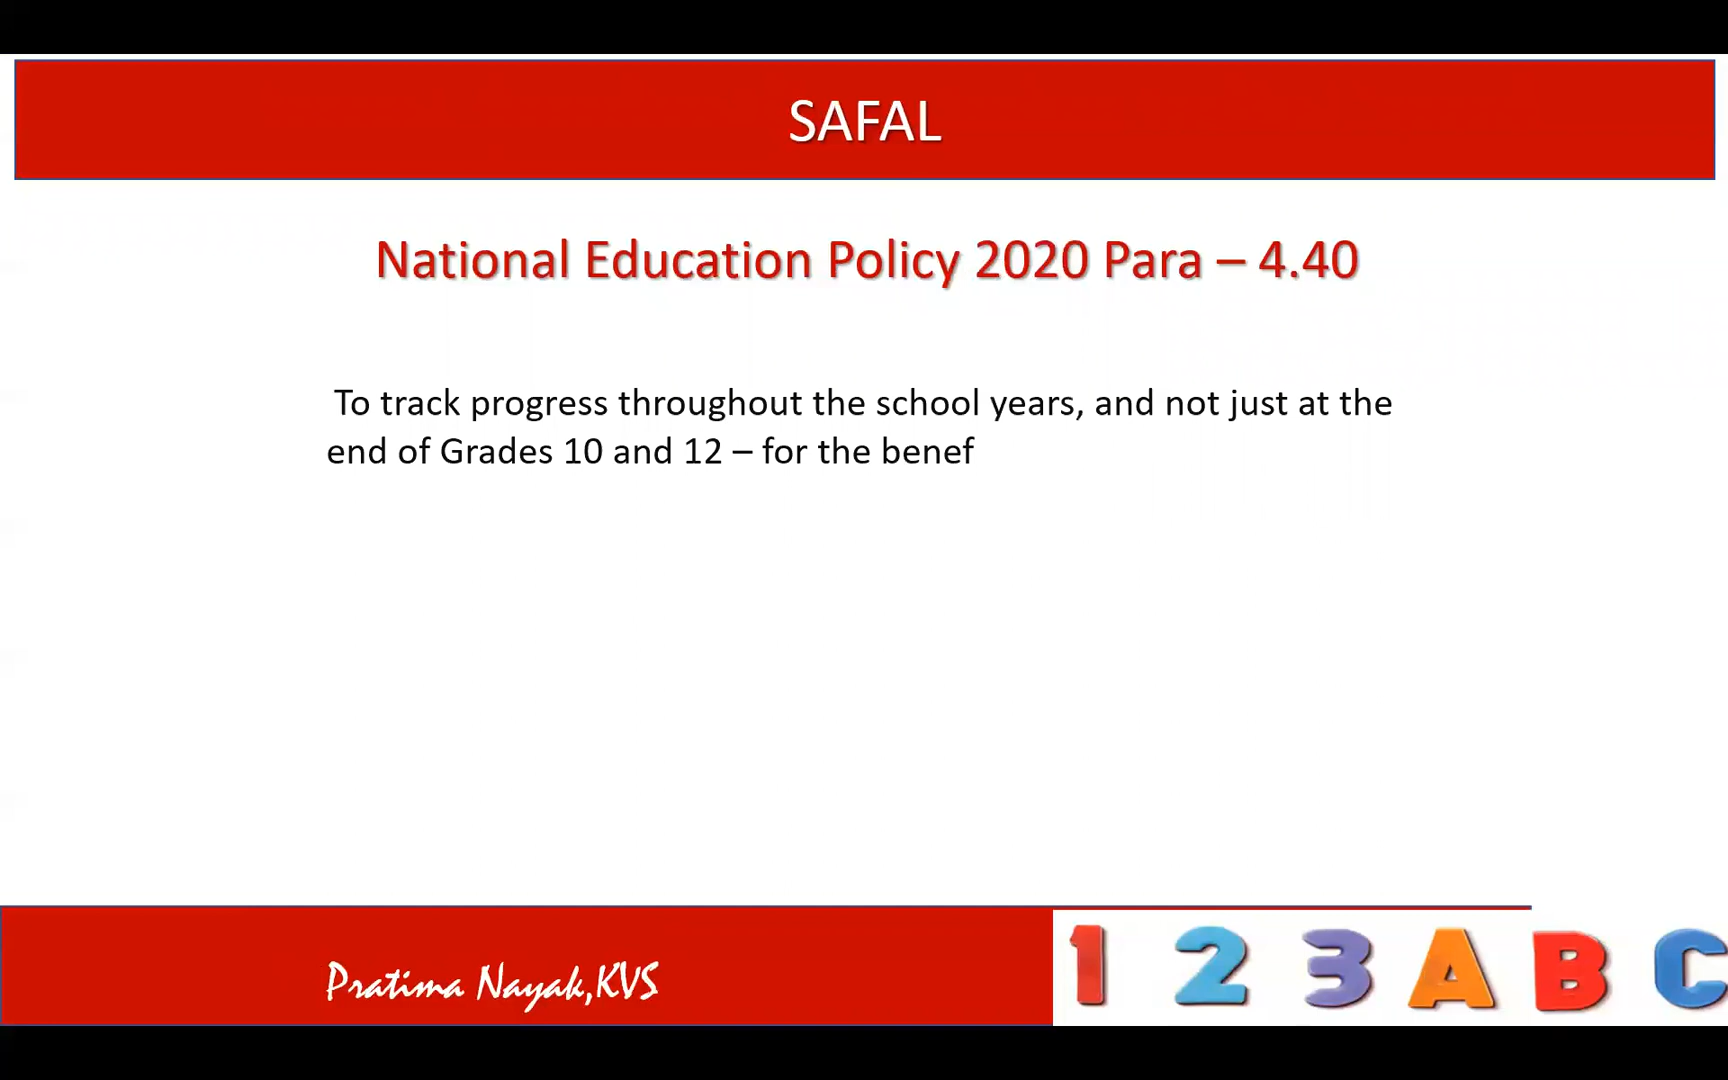 SAFAL
National Education Policy 2020 Para – 4.40
To track progress throughout the school years, and not just at the
end of Grades 10 and 12 – for the benef
Pratima Nayak,KVS
1 2 3 A B C